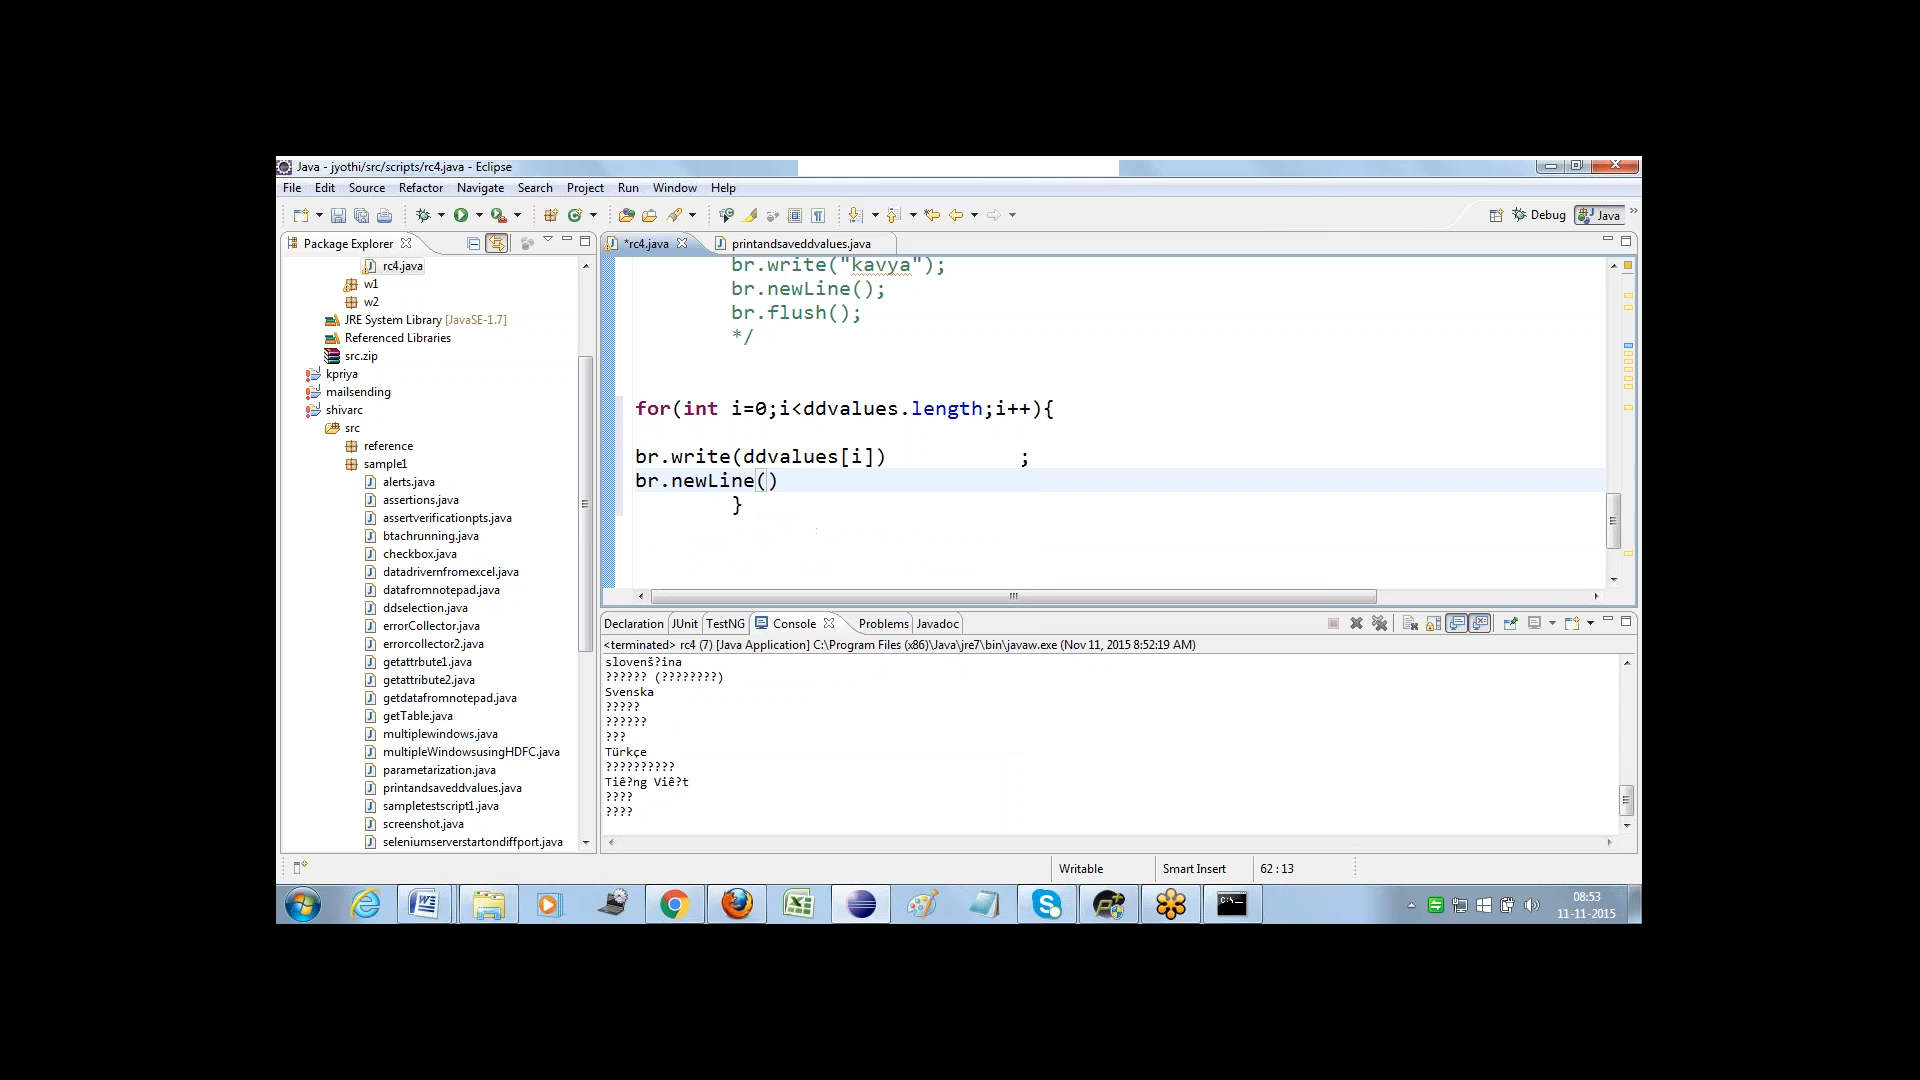 Java - jyothi/src/scripts/rc4.java - Eclipse
File Edit Source Refactor Navigate Search Project Run Window Help
Debug Java
Package Explorer
*rc4.java printandsaveddvalues.java
rc4.java
w1
w2
JRE System Library [JavaSE-1.7]
Referenced Libraries
src.zip
kpriya
mailsending
shivarc
src
reference
sample1
alerts.java
assertions.java
assertverificationpts.java
btachrunning.java
checkbox.java
datadrivernfromexcel.java
datafromnotepad.java
ddselection.java
errorCollector.java
errorcollector2.java
getattribute1.java
getattribute2.java
getdatafromnotepad.java
getTable.java
multiplewindows.java
multipleWindowsusingHDFC.java
parametarization.java
printandsaveddvalues.java
sampletestscript1.java
screenshot.java
seleniumserverstartondiffport.java
br.write("kavya");
br.newLine();
br.flush();
*/
for(int i=0;i<ddvalues.length;i++){
br.write(ddvalues[i]) ;
br.newLine()
}
Declaration JUnit TestNG Console Problems Javadoc
<terminated> rc4 (7) [Java Application] C:\Program Files (x86)\Java\jre7\bin\javaw.exe (Nov 11, 2015 8:52:19 AM)
slovenš?ina
?????? (????????)
Svenska
?????
??????
???
Türkçe
??????????
Tiê?ng Viê?t
????
????
Writable Smart Insert 62 : 13
08:53
11-11-2015